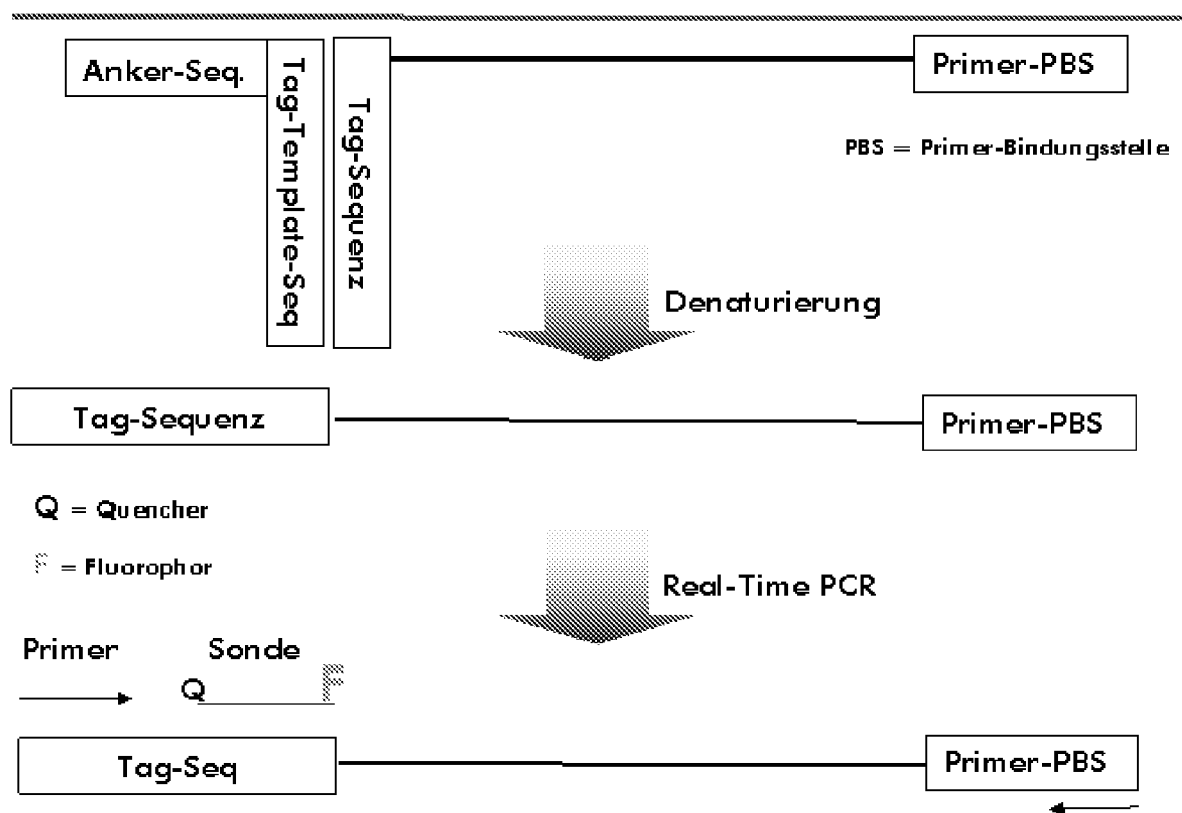 Anker-Seq.
Tag-Template-Seq
Tag-Sequenz
Primer-PBS
PBS = Primer-Bindungsstelle
Denaturierung
Tag-Sequenz
Primer-PBS
Q = Quencher
F = Fluorophor
Real-Time PCR
Primer
Sonde
Q
F
Tag-Seq
Primer-PBS